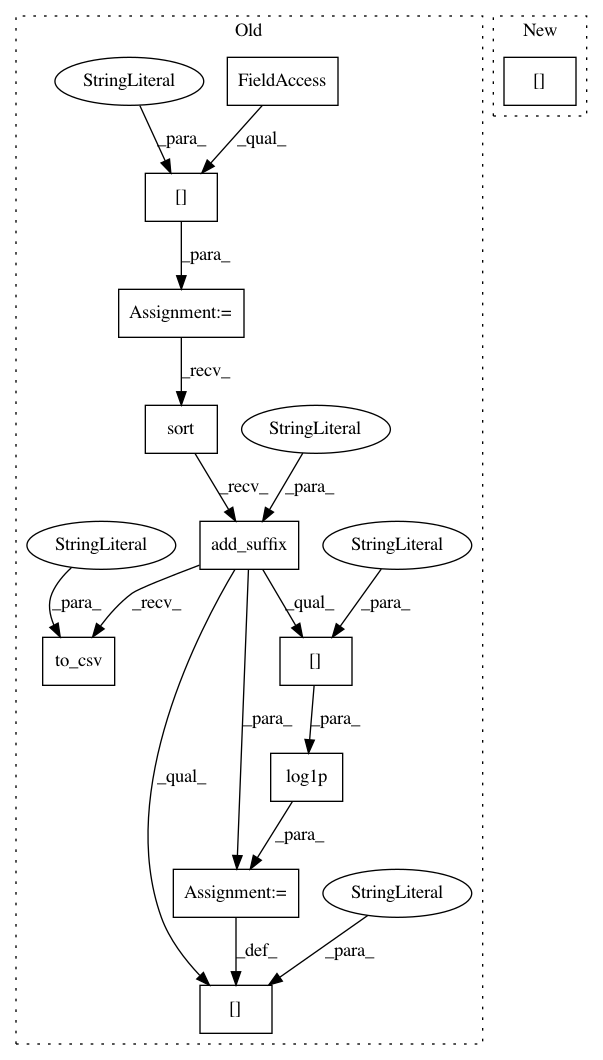 Old
New
StringLiteral
FieldAccess
[]
_para_
_qual_
[]
_para_
Assignment:=
_recv_
sort
StringLiteral
_recv_
_para_
StringLiteral
add_suffix
StringLiteral
_para_
_recv_
_qual_
_para_
to_csv
[]
_para_
_para_
_qual_
log1p
_para_
Assignment:=
StringLiteral
_def_
_para_
[]